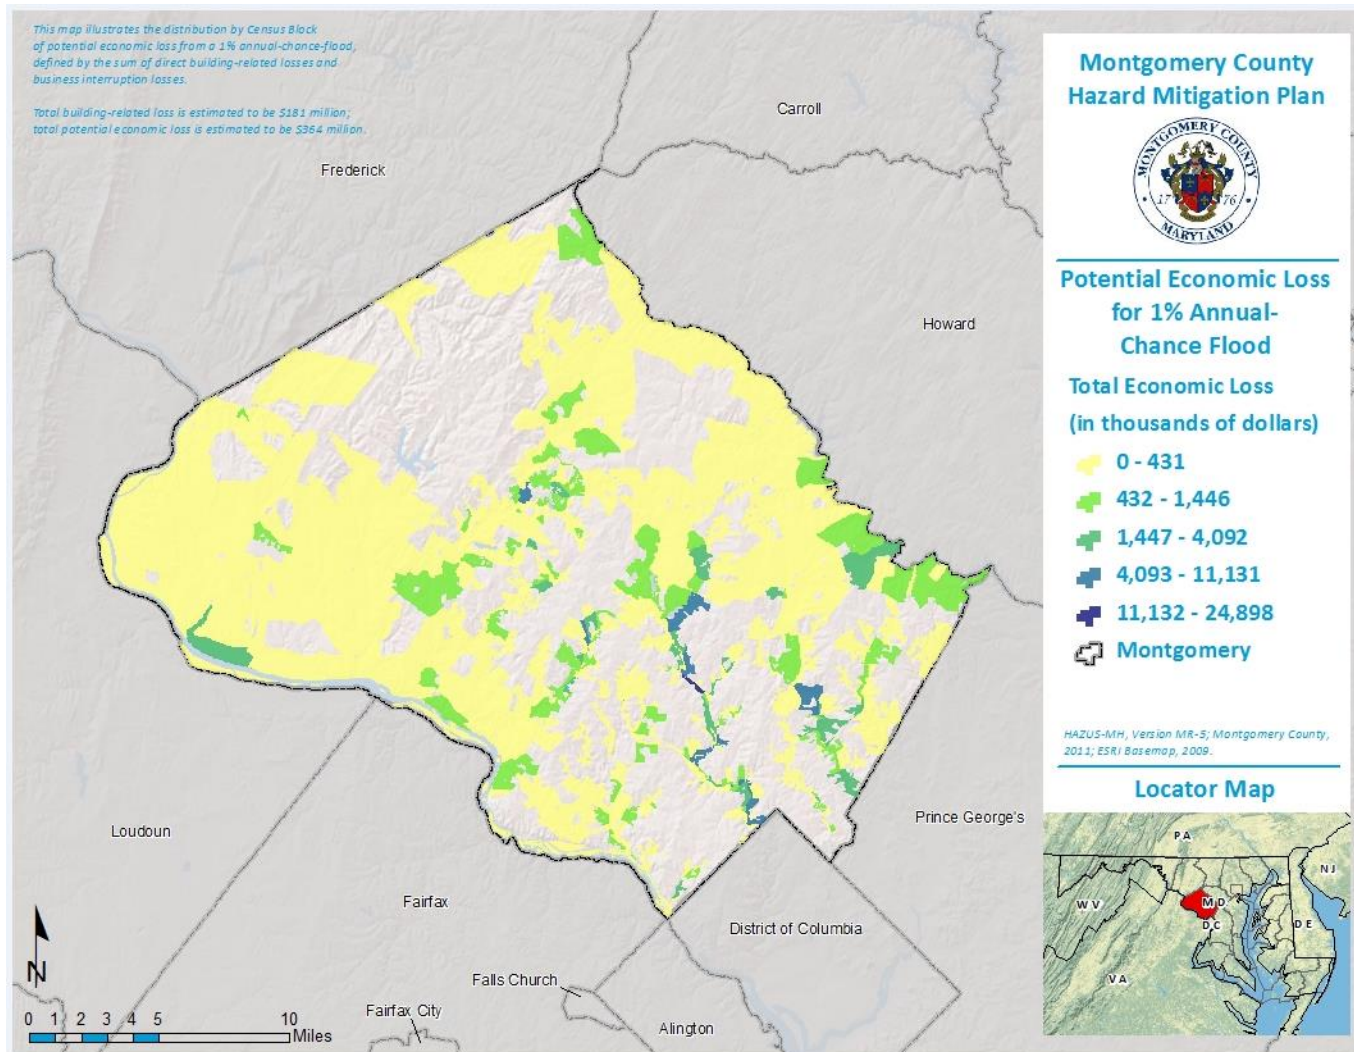 This map illustrates the distribution by Census Block
of potential economic loss from a 1% annual-chance-flood,
defined by the sum of direct building-related losses and
business interruption losses.
Total building-related loss is estimated to be $181 million;
total potential economic loss is estimated to be $364 million.
Carroll
Frederick
Howard
Loudoun
Prince George's
Fairfax
District of Columbia
Falls Church
Fairfax City
Alington
N
0 1 2 3 4 5 10
Miles
Montgomery County
Hazard Mitigation Plan
MONTGOMERY COUNTY
17 76
MARYLAND
Potential Economic Loss
for 1% Annual-
Chance Flood
Total Economic Loss
(in thousands of dollars)
0 - 431
432 - 1,446
1,447 - 4,092
4,093 - 11,131
11,132 - 24,898
Montgomery
HAZUS-MH, Version MR-5; Montgomery County,
2011; ESRI Basemap, 2009.
Locator Map
PA
NJ
WV
MD
DC
DE
VA